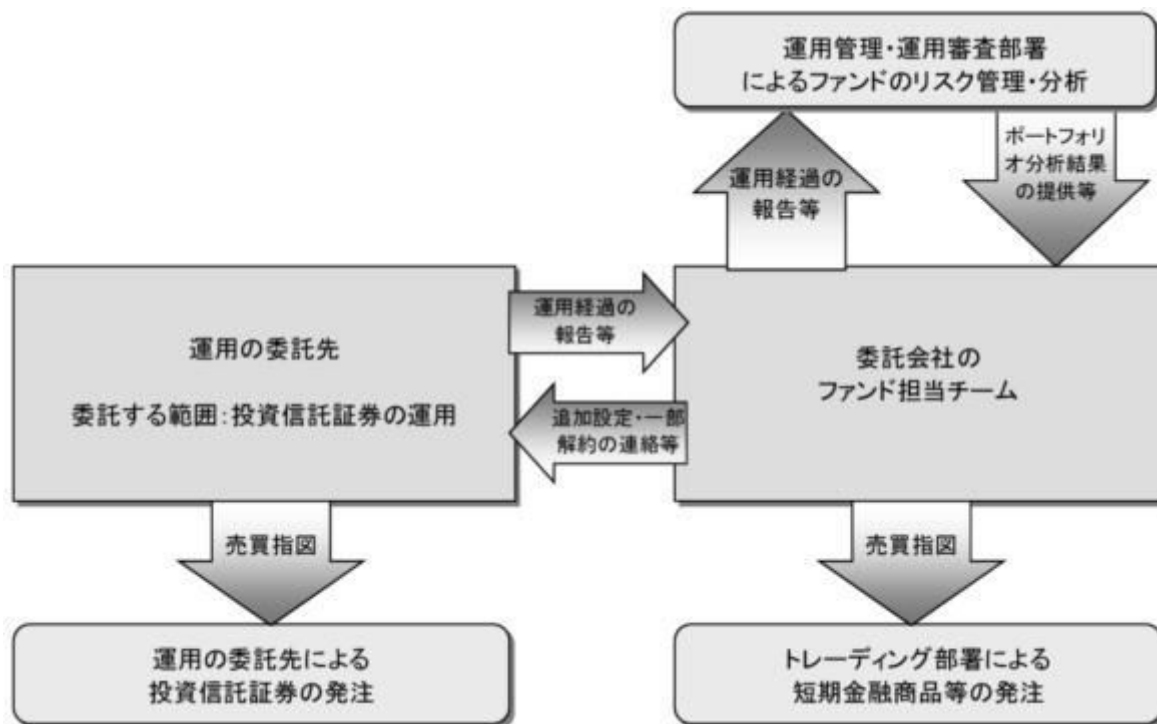 運用管理・運用審査部署
によるファンドのリスク管理・分析
運用経過の
報告等
ポートフォリ
オ分析結果
の提供等
運用の委託先
委託する範囲：投資信託証券の運用
運用経過の
報告等
追加設定・一部
解約の連絡等
委託会社の
ファンド担当チーム
売買指図
売買指図
運用の委託先による
投資信託証券の発注
トレーディング部署による
短期金融商品等の発注